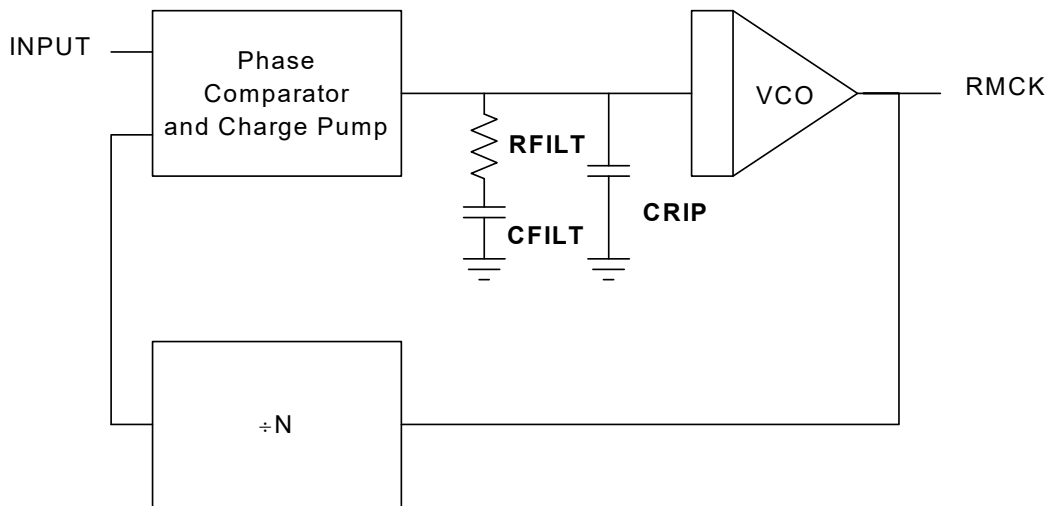 INPUT
Phase
Comparator
and Charge Pump
VCO
RMCK
RFILT
CRIP
CFILT
÷N